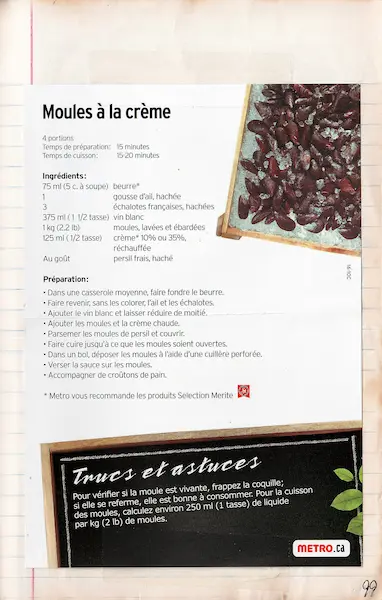 Moules à la crème
4 portions
Temps de préparation: 15 minutes
Temps de cuisson: 15-20 minutes
Ingrédients:
75 ml (5 c. à soupe) beurre*
1 gousse d'ail, hachée
3 échalotes françaises, hachées
375 ml ( 1 1/2 tasse) vin blanc
1 kg (2,2 lb) moules, lavées et ébardées
125 ml ( 1/2 tasse) crème* 10% ou 35%,
réchauffée
Au goût persil frais, haché
Préparation:
• Dans une casserole moyenne, faire fondre le beurre.
• Faire revenir, sans les colorer, l'ail et les échalotes.
• Ajouter le vin blanc et laisser réduire de moitié.
• Ajouter les moules et la crème chaude.
• Parsemer les moules de persil et couvrir.
• Faire cuire jusqu'à ce que les moules soient ouvertes.
• Dans un bol, déposer les moules à l'aide d'une cuillère perforée.
• Verser la sauce sur les moules.
• Accompagner de croûtons de pain.
* Metro vous recommande les produits Selection Merite
Trucs et astuces
Pour vérifier si la moule est vivante, frappez la coquille;
si elle se referme, elle est bonne à consommer. Pour la cuisson
des moules, calculez environ 250 ml (1 tasse) de liquide
par kg (2 lb) de moules.
METRO.ca
99